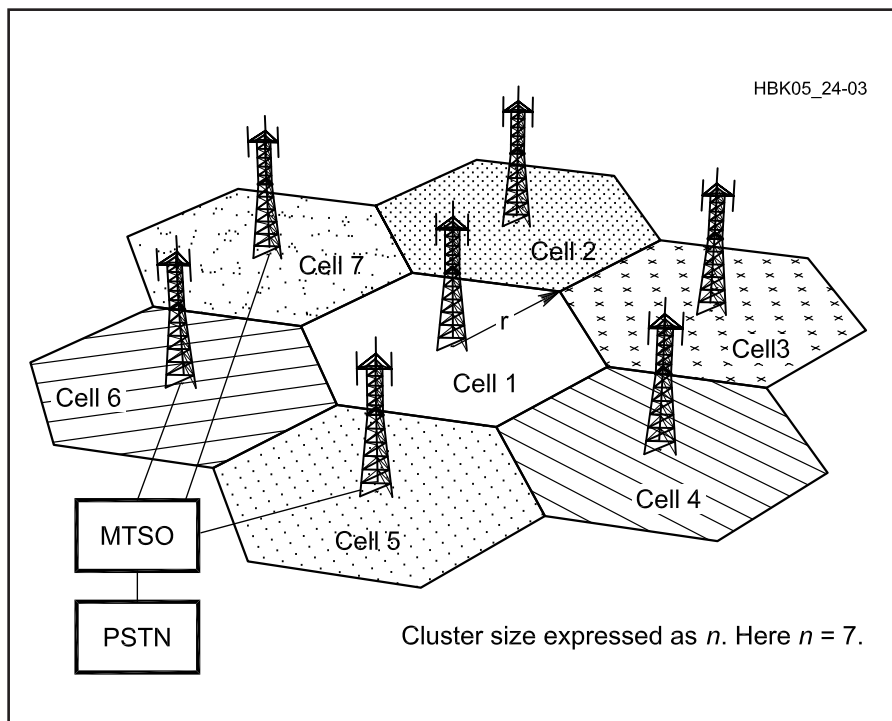 HBK05_24-03
Cell 2
Cell 7
r
Cell3
Cell 1
Cell 6
Cell 4
MTSO
Cell 5
PSTN
Cluster size expressed as n. Here n = 7.